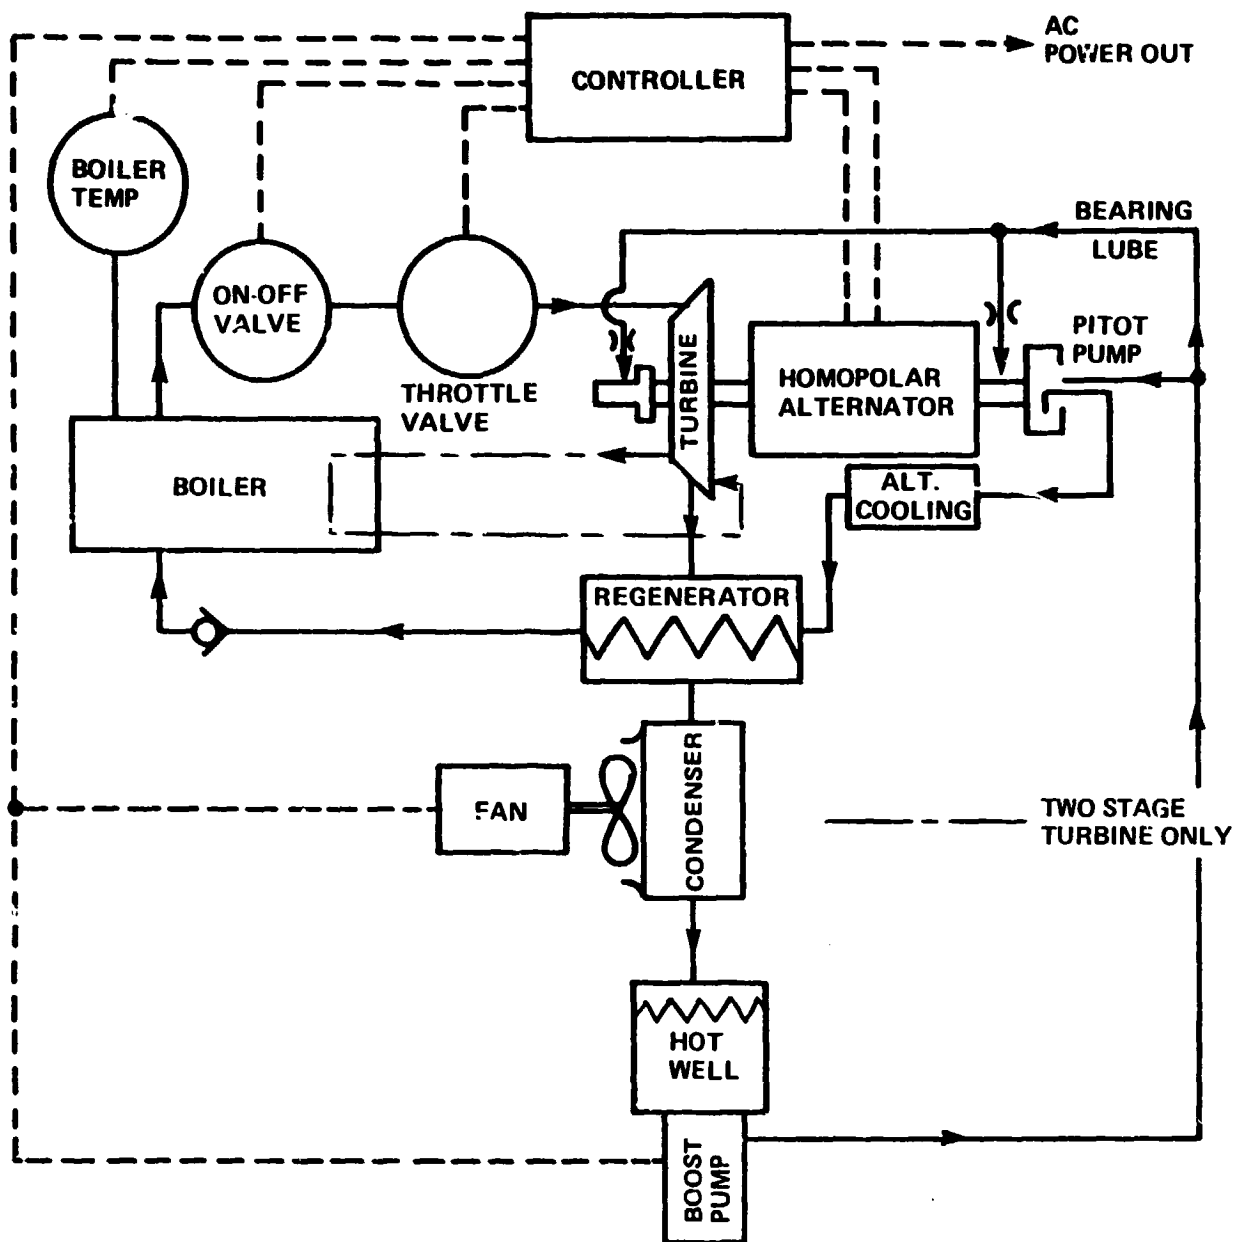 CONTROLLER
AC
POWER OUT
BOILER
TEMP
ON-OFF
VALVE
THROTTLE
VALVE
TURBINE
HOMOPOLAR
ALTERNATOR
BEARING
LUBE
PITOT
PUMP
BOILER
ALT.
COOLING
REGENERATOR
FAN
CONDENSER
TWO STAGE
TURBINE ONLY
HOT
WELL
BOOST
PUMP